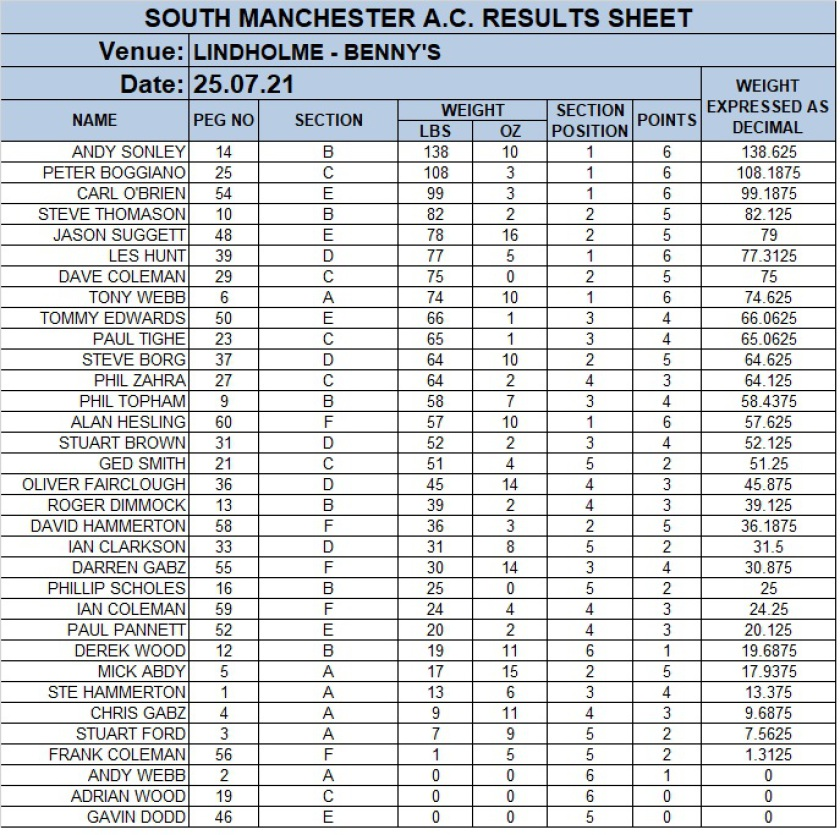 SOUTH MANCHESTER A.C. RESULTS SHEET
Venue: LINDHOLME - BENNY'S
Date: 25.07.21
NAME PEG NO SECTION WEIGHT LBS OZ SECTION POSITION POINTS WEIGHT EXPRESSED AS DECIMAL
ANDY SONLEY 14 B 138 10 1 6 138.625
PETER BOGGIANO 25 C 108 3 1 6 108.1875
CARL O'BRIEN 54 E 99 3 1 6 99.1875
STEVE THOMASON 10 B 82 2 2 5 82.125
JASON SUGGETT 48 E 78 16 2 5 79
LES HUNT 39 D 77 5 1 6 77.3125
DAVE COLEMAN 29 C 75 0 2 5 75
TONY WEBB 6 A 74 10 1 6 74.625
TOMMY EDWARDS 50 E 66 1 3 4 66.0625
PAUL TIGHE 23 C 65 1 3 4 65.0625
STEVE BORG 37 D 64 10 2 5 64.625
PHIL ZAHRA 27 C 64 2 4 3 64.125
PHIL TOPHAM 9 B 58 7 3 4 58.4375
ALAN HESLING 60 F 57 10 1 6 57.625
STUART BROWN 31 D 52 2 3 4 52.125
GED SMITH 21 C 51 4 5 2 51.25
OLIVER FAIRCLOUGH 36 D 45 14 4 3 45.875
ROGER DIMMOCK 13 B 39 2 4 3 39.125
DAVID HAMMERTON 58 F 36 3 2 5 36.1875
IAN CLARKSON 33 D 31 8 5 2 31.5
DARREN GABZ 55 F 30 14 3 4 30.875
PHILLIP SCHOLES 16 B 25 0 5 2 25
IAN COLEMAN 59 F 24 4 4 3 24.25
PAUL PANNETT 52 E 20 2 4 3 20.125
DEREK WOOD 12 B 19 11 6 1 19.6875
MICK ABDY 5 A 17 15 2 5 17.9375
STE HAMMERTON 1 A 13 6 3 4 13.375
CHRIS GABZ 4 A 9 11 4 3 9.6875
STUART FORD 3 A 7 9 5 2 7.5625
FRANK COLEMAN 56 F 1 5 5 2 1.3125
ANDY WEBB 2 A 0 0 6 1 0
ADRIAN WOOD 19 C 0 0 6 0 0
GAVIN DODD 46 E 0 0 5 0 0